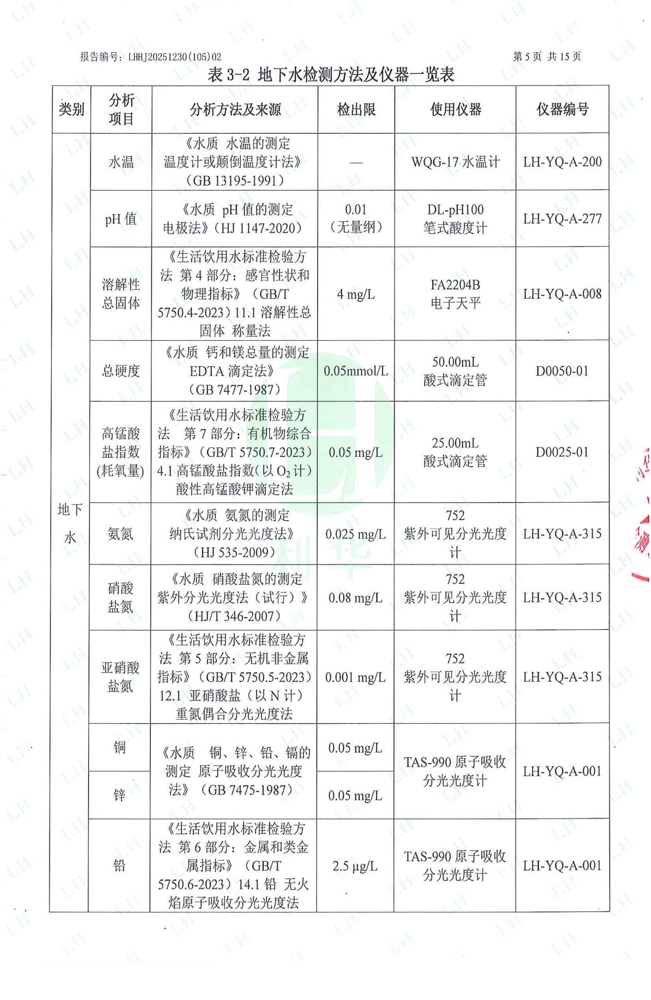 报告编号：LHHJ20251230(105)02
第5页 共15页
表 3-2 地下水检测方法及仪器一览表
类别
分析
项目
分析方法及来源
检出限
使用仪器
仪器编号
地下
水
水温
《水质 水温的测定
温度计或颠倒温度计法》
（GB 13195-1991）
—
WQG-17 水温计
LH-YQ-A-200
pH 值
《水质 pH 值的测定
电极法》（HJ 1147-2020）
0.01
（无量纲）
DL-pH100
笔式酸度计
LH-YQ-A-277
溶解性
总固体
《生活饮用水标准检验方
法 第 4 部分：感官性状和
物理指标》（GB/T
5750.4-2023）11.1 溶解性总
固体 称量法
4 mg/L
FA2204B
电子天平
LH-YQ-A-008
总硬度
《水质 钙和镁总量的测定
EDTA 滴定法》
（GB 7477-1987）
0.05mmol/L
50.00mL
酸式滴定管
D0050-01
高锰酸
盐指数
(耗氧量)
《生活饮用水标准检验方
法 第 7 部分：有机物综合
指标》（GB/T 5750.7-2023）
4.1 高锰酸盐指数（以 O₂ 计）
酸性高锰酸钾滴定法
0.05 mg/L
25.00mL
酸式滴定管
D0025-01
氨氮
《水质 氨氮的测定
纳氏试剂分光光度法》
（HJ 535-2009）
0.025 mg/L
752
紫外可见分光光度
计
LH-YQ-A-315
硝酸
盐氮
《水质 硝酸盐氮的测定
紫外分光光度法（试行）》
（HJ/T 346-2007）
0.08 mg/L
752
紫外可见分光光度
计
LH-YQ-A-315
亚硝酸
盐氮
《生活饮用水标准检验方
法 第 5 部分：无机非金属
指标》（GB/T 5750.5-2023）
12.1 亚硝酸盐（以 N 计）
重氮偶合分光光度法
0.001 mg/L
752
紫外可见分光光度
计
LH-YQ-A-315
铜
0.05 mg/L
《水质 铜、锌、铅、镉的
测定 原子吸收分光光度
法》（GB 7475-1987）
TAS-990 原子吸收
分光光度计
LH-YQ-A-001
锌
0.05 mg/L
铅
《生活饮用水标准检验方
法 第 6 部分：金属和类金
属指标》（GB/T
5750.6-2023）14.1 铅 无火
焰原子吸收分光光度法
2.5 μg/L
TAS-990 原子吸收
分光光度计
LH-YQ-A-001
利华
LH
测